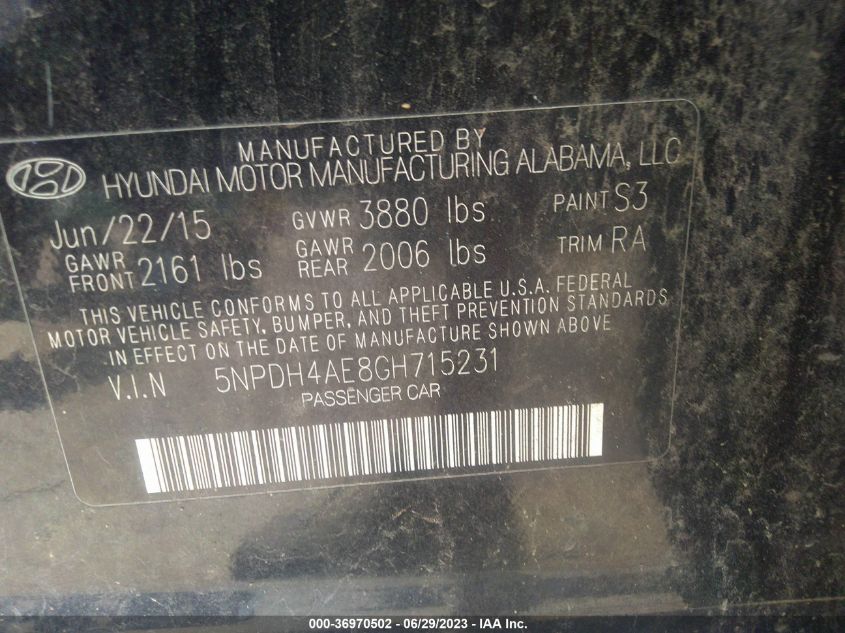 MANUFACTURED BY
HYUNDAI MOTOR MANUFACTURING ALABAMA, LLC
Jun/22/15 GVWR 3880 lbs PAINT S3
GAWR FRONT 2161 lbs GAWR REAR 2006 lbs TRIM RA
THIS VEHICLE CONFORMS TO ALL APPLICABLE U.S.A. FEDERAL
MOTOR VEHICLE SAFETY, BUMPER, AND THEFT PREVENTION STANDARDS
IN EFFECT ON THE DATE OF MANUFACTURE SHOWN ABOVE
V.I.N 5NPDH4AE8GH715231
PASSENGER CAR
000-36970502 - 06/29/2023 - IAA Inc.